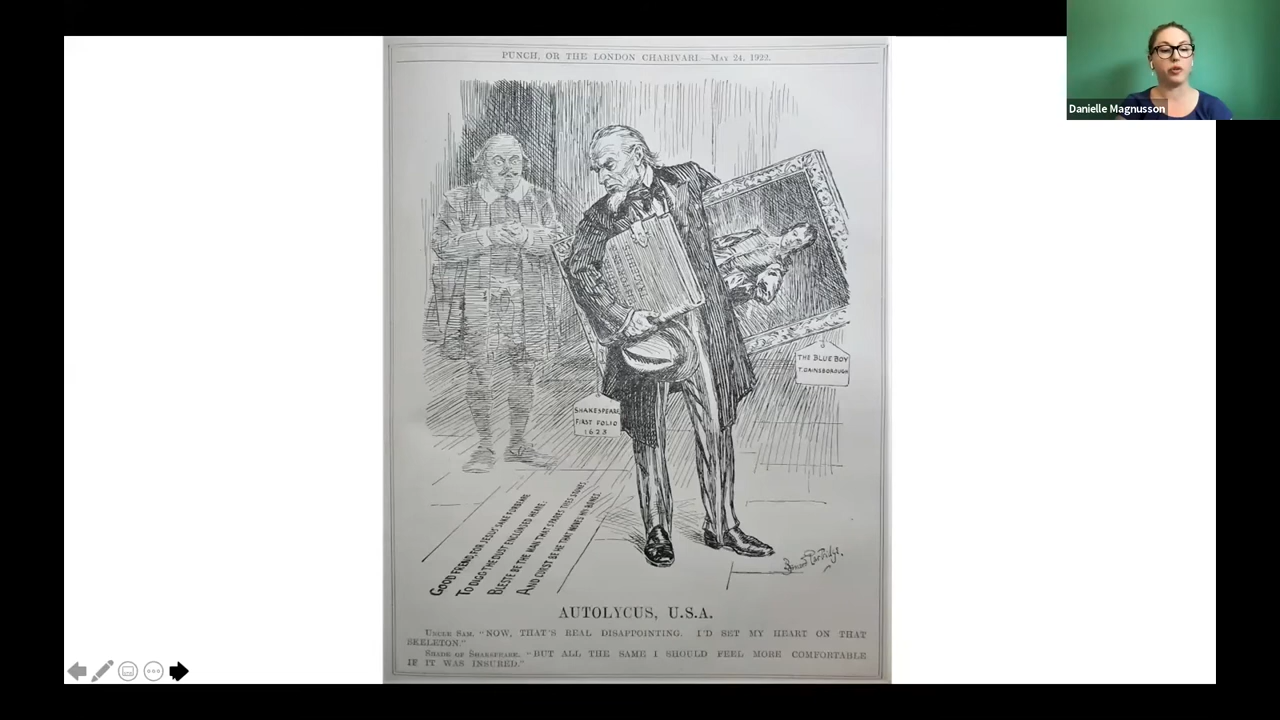 PUNCH, OR THE LONDON CHARIVARI.—MAY 24, 1922.
Danielle Magnusson
THE BLUE BOY
T. GAINSBOROUGH
SHAKESPEARE
FIRST FOLIO
1623
GOOD FREND, FOR JESUS' SAKE FORBEARE
TO DIGG THE DUST ENCLOASED HEARE;
BLESTE BE THE MAN THAT SPARES THES STONES
AND CURST BE HE THAT MOVES MY BONES.
Bernard Partridge.
AUTOLYCUS, U.S.A.
UNCLE SAM. "NOW, THAT'S REAL DISAPPOINTING. I'D SET MY HEART ON THAT
SKELETON."
SHADE OF SHAKESPEARE. "BUT ALL THE SAME I SHOULD FEEL MORE COMFORTABLE
IF IT WAS INSURED."